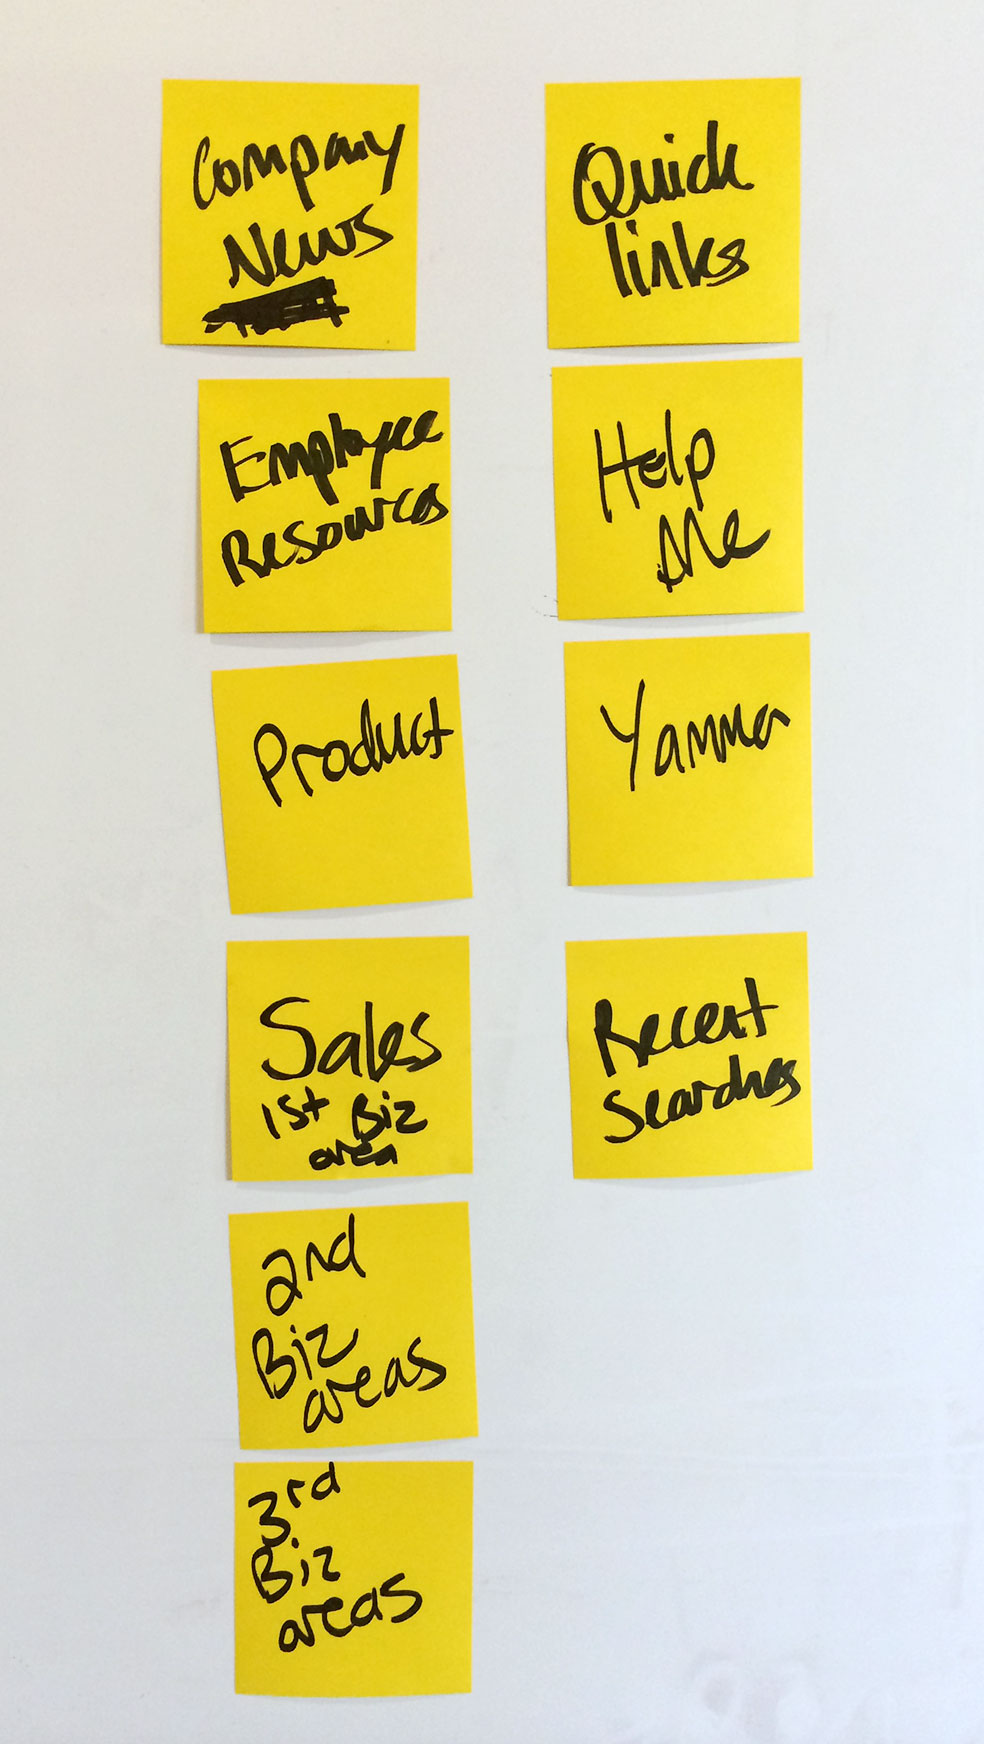 Company
News
Employee
Resources
Product
Sales
1st Biz
area
2nd
Biz
areas
3rd
Biz
areas
Quick
links
Help
Me
Yammer
Recent
Searches